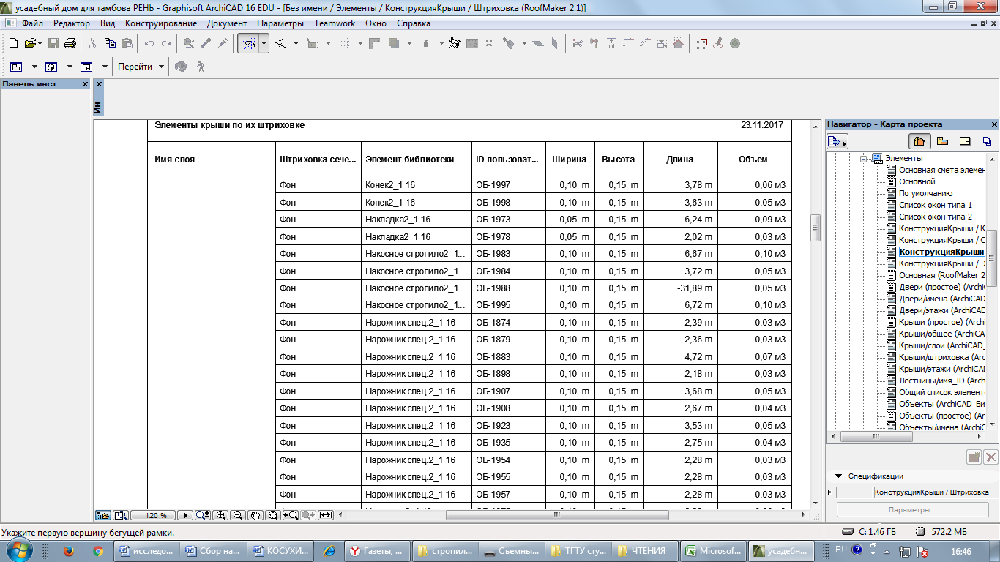 усадебный дом для тамбова РЕНЬ - Graphisoft ArchiCAD 16 EDU - [Без имени / Элементы / КонструкцияКрыши / Штриховка (RoofMaker 2.1)]
Файл Редактор Вид Конструирование Документ Параметры Teamwork Окно Справка
Перейти
Панель инст...
Ин
Элементы крыши по их штриховке 23.11.2017
Имя слоя Штриховка сече... Элемент библиотеки ID пользоват... Ширина Высота Длина Объем
Фон Конек2_1 16 ОБ-1997 0,10 m 0,15 m 3,78 m 0,06 м3
Фон Конек2_1 16 ОБ-1998 0,10 m 0,15 m 3,63 m 0,05 м3
Фон Накладка2_1 16 ОБ-1973 0,05 m 0,15 m 6,24 m 0,09 м3
Фон Накладка2_1 16 ОБ-1978 0,05 m 0,15 m 2,02 m 0,03 м3
Фон Накосное стропило2_1... ОБ-1983 0,10 m 0,15 m 6,67 m 0,10 м3
Фон Накосное стропило2_1... ОБ-1984 0,10 m 0,15 m 3,72 m 0,05 м3
Фон Накосное стропило2_1... ОБ-1988 0,10 m 0,15 m -31,89 m 0,05 м3
Фон Накосное стропило2_1... ОБ-1995 0,10 m 0,15 m 6,72 m 0,10 м3
Фон Нарожник спец.2_1 16 ОБ-1874 0,10 m 0,15 m 2,39 m 0,03 м3
Фон Нарожник спец.2_1 16 ОБ-1879 0,10 m 0,15 m 2,36 m 0,03 м3
Фон Нарожник спец.2_1 16 ОБ-1883 0,10 m 0,15 m 4,72 m 0,07 м3
Фон Нарожник спец.2_1 16 ОБ-1898 0,10 m 0,15 m 2,18 m 0,03 м3
Фон Нарожник спец.2_1 16 ОБ-1907 0,10 m 0,15 m 3,68 m 0,05 м3
Фон Нарожник спец.2_1 16 ОБ-1908 0,10 m 0,15 m 2,67 m 0,04 м3
Фон Нарожник спец.2_1 16 ОБ-1923 0,10 m 0,15 m 3,53 m 0,05 м3
Фон Нарожник спец.2_1 16 ОБ-1935 0,10 m 0,15 m 2,75 m 0,04 м3
Фон Нарожник спец.2_1 16 ОБ-1954 0,10 m 0,15 m 2,28 m 0,03 м3
Фон Нарожник спец.2_1 16 ОБ-1955 0,10 m 0,15 m 2,28 m 0,03 м3
Фон Нарожник спец.2_1 16 ОБ-1957 0,10 m 0,15 m 2,28 m 0,03 м3
Навигатор - Карта проекта
Элементы
Основная смета элемен
Основной
По умолчанию
Список окон типа 1
Список окон типа 2
КонструкцияКрыши / К
КонструкцияКрыши / С
КонструкцияКрыши
КонструкцияКрыши / Э
Основная (RoofMaker 2
Двери (простое) (ArchiC
Двери/имена (ArchiCAD
Двери/этажи (ArchiCAD
Крыши (простое) (Archi
Крыши/общее (ArchiCA
Крыши/слои (ArchiCAD_
Крыши/штриховка (Arc
Крыши/этажи (ArchiCAD
Лестницы/имя_ID (Arch
Общий список элемент
Объекты (ArchiCAD_Би
Объекты (простое) (Ar
Объекты/имена (ArchiC
Спецификации
КонструкцияКрыши / Штриховка
Параметры...
120 %
Укажите первую вершину бегущей рамки. C: 1.46 ГБ 572.2 МБ
исследо... Сбор на... КОСУХИ... Газеты, ... стропил... Съемны... ТГТУ сту... ЧТЕНИЯ Microsof... усадебн... RU 16:46